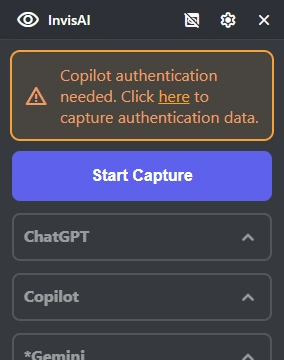 InvisAI
Copilot authentication
needed. Click here to
capture authentication data.
Start Capture
ChatGPT
Copilot
*Gemini